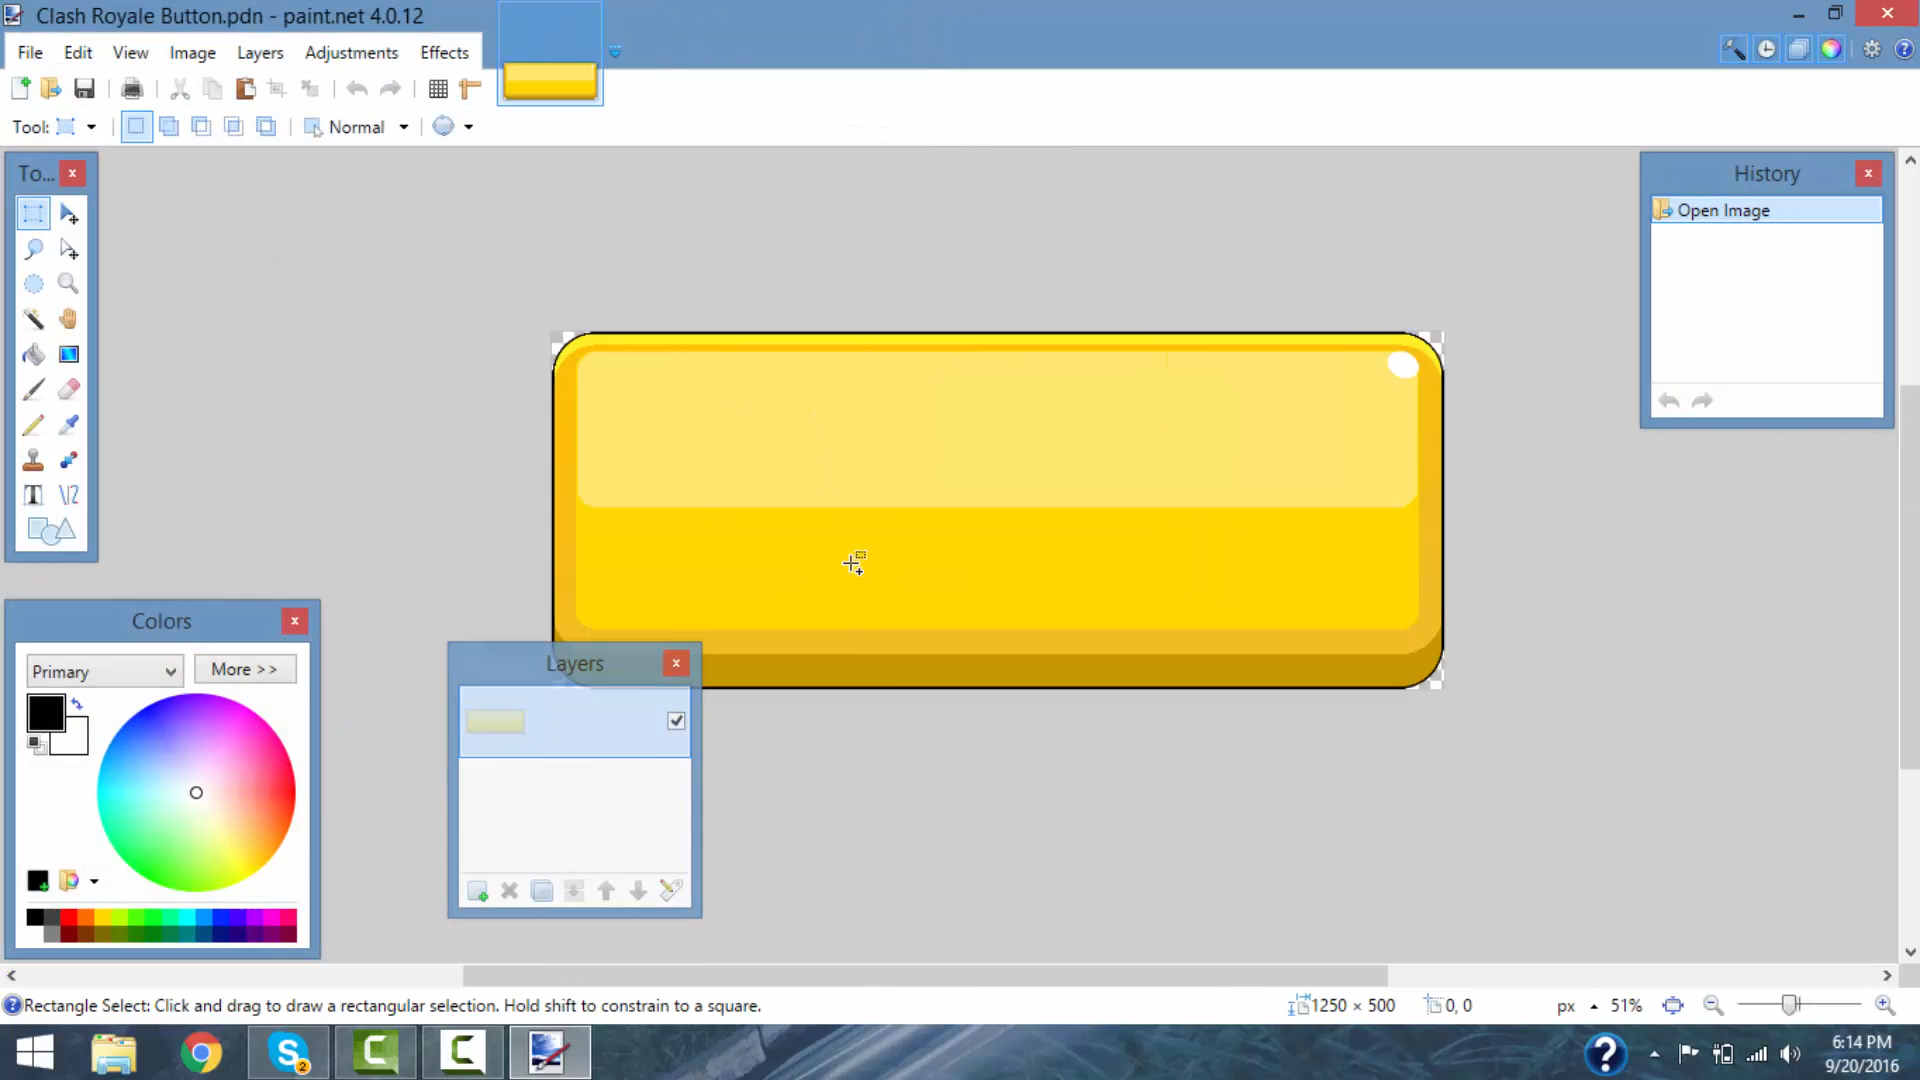 Clash Royale Button.pdn - paint.net 4.0.12
File Edit View Image Layers Adjustments Effects
Tool: Normal
To...
History
Open Image
Colors
Primary
More >>
Layers
Rectangle Select: Click and drag to draw a rectangular selection. Hold shift to constrain to a square.
1250 × 500
0, 0
px
51%
2
6:14 PM
9/20/2016